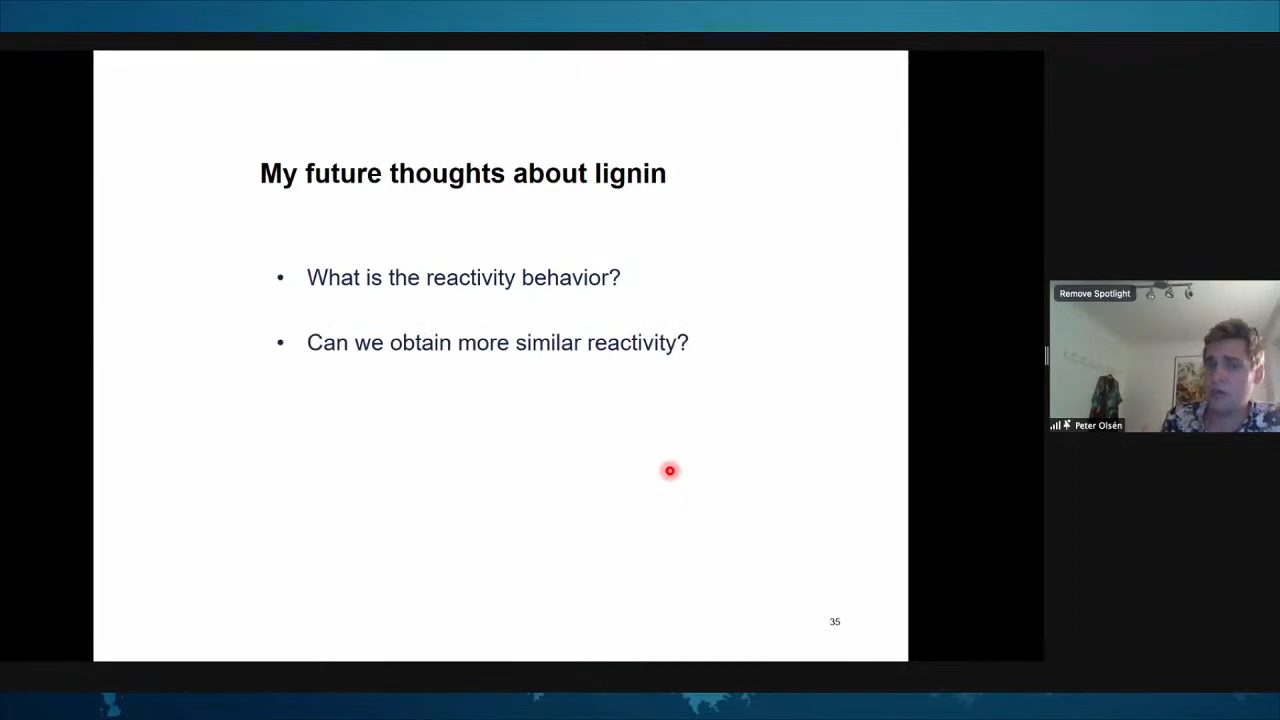 My future thoughts about lignin
• What is the reactivity behavior?
• Can we obtain more similar reactivity?
35
Remove Spotlight
Peter Olsén